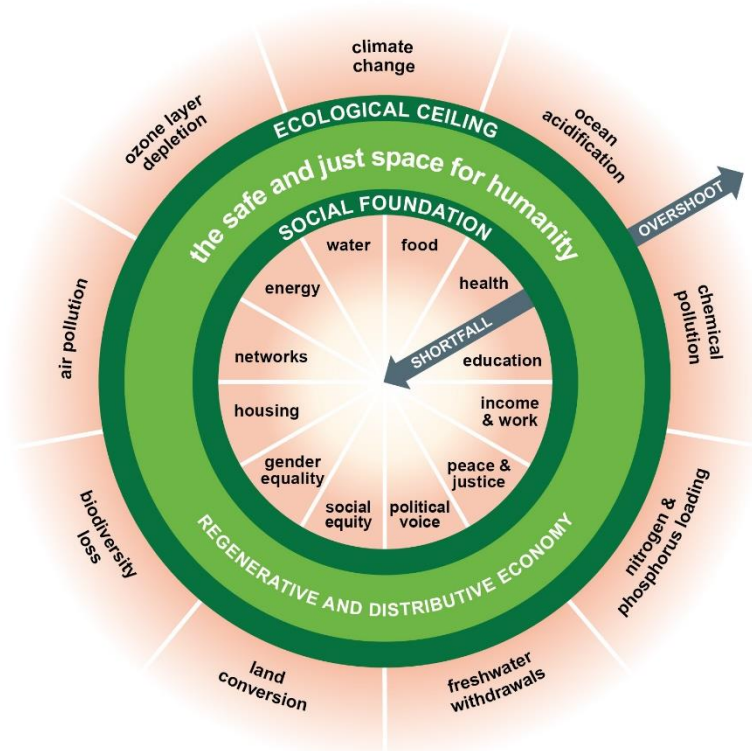 climate
change
ocean
acidification
chemical
pollution
nitrogen &
phosphorus loading
freshwater
withdrawals
land
conversion
biodiversity
loss
air pollution
ozone layer
depletion
ECOLOGICAL CEILING
the safe and just space for humanity
SOCIAL FOUNDATION
OVERSHOOT
SHORTFALL
water
food
health
education
income
& work
peace &
justice
political
voice
social
equity
gender
equality
housing
networks
energy
REGENERATIVE AND DISTRIBUTIVE ECONOMY